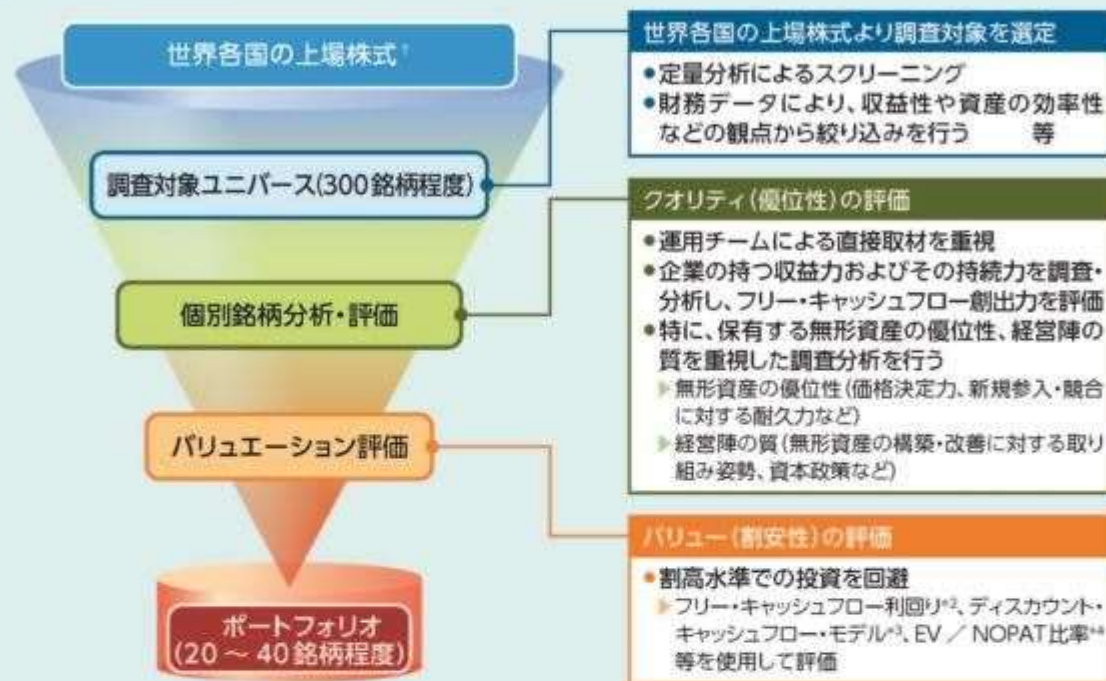 世界各国の上場株式†
調査対象ユニバース(300銘柄程度)
個別銘柄分析・評価
バリュエーション評価
ポートフォリオ
(20～40銘柄程度)
世界各国の上場株式より調査対象を選定
●定量分析によるスクリーニング
●財務データにより、収益性や資産の効率性
などの観点から絞り込みを行う 等
クオリティ(優位性)の評価
●運用チームによる直接取材を重視
●企業の持つ収益力およびその持続力を調査・
分析し、フリー・キャッシュフロー創出力を評価
●特に、保有する無形資産の優位性、経営陣の
質を重視した調査分析を行う
▶無形資産の優位性(価格決定力、新規参入・競合
に対する耐久力など)
▶経営陣の質(無形資産の構築・改善に対する取り
組み姿勢、資本政策など)
バリュー(割安性)の評価
●割高水準での投資を回避
▶フリー・キャッシュフロー利回り*2、ディスカウント・
キャッシュフロー・モデル*3、EV／NOPAT比率*4
等を使用して評価